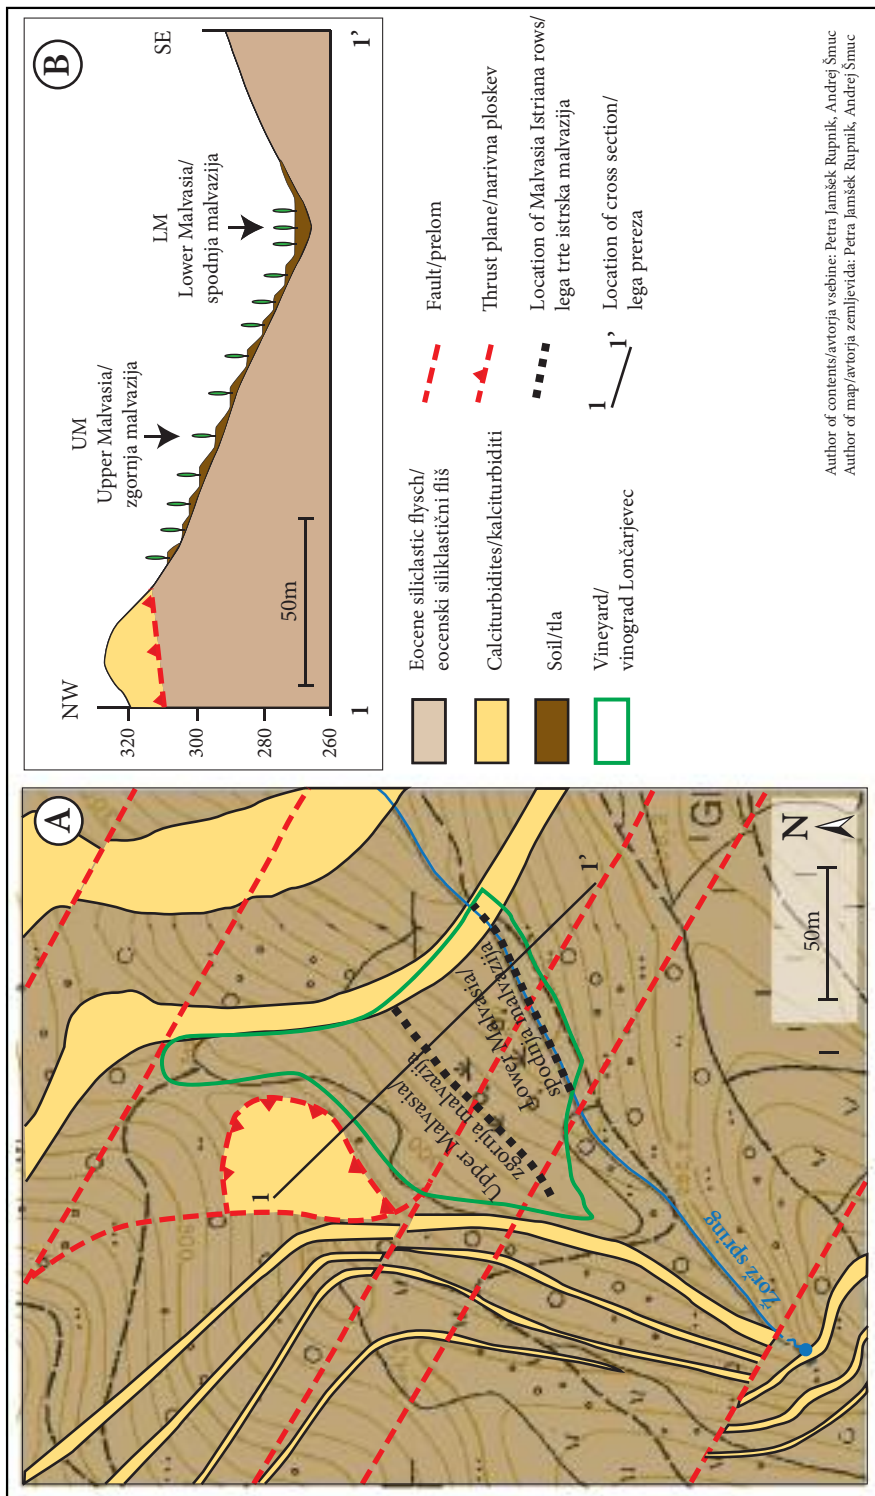 A
1
1'
Upper Malvasia/
zgornja malvazija
Lower Malvasia/
spodnja malvazija
Žorž spring
N
50m
B
NW
SE
320
300
280
260
UM
Upper Malvasia/
zgornja malvazija
LM
Lower Malvasia/
spodnja malvazija
50m
1
1'
Eocene siliclastic flysch/
eocenski siliklastični fliš
Calciturbidites/kalciturbiditi
Soil/tla
Vineyard/
vinograd Lončarjevec
Fault/prelom
Thrust plane/narivna ploskev
Location of Malvasia Istriana rows/
lega trte istrska malvazija
1
1'
Location of cross section/
lega prereza
Author of contents/avtorja vsebine: Petra Jamšek Rupnik, Andrej Šmuc
Author of map/avtorja zemljevida: Petra Jamšek Rupnik, Andrej Šmuc